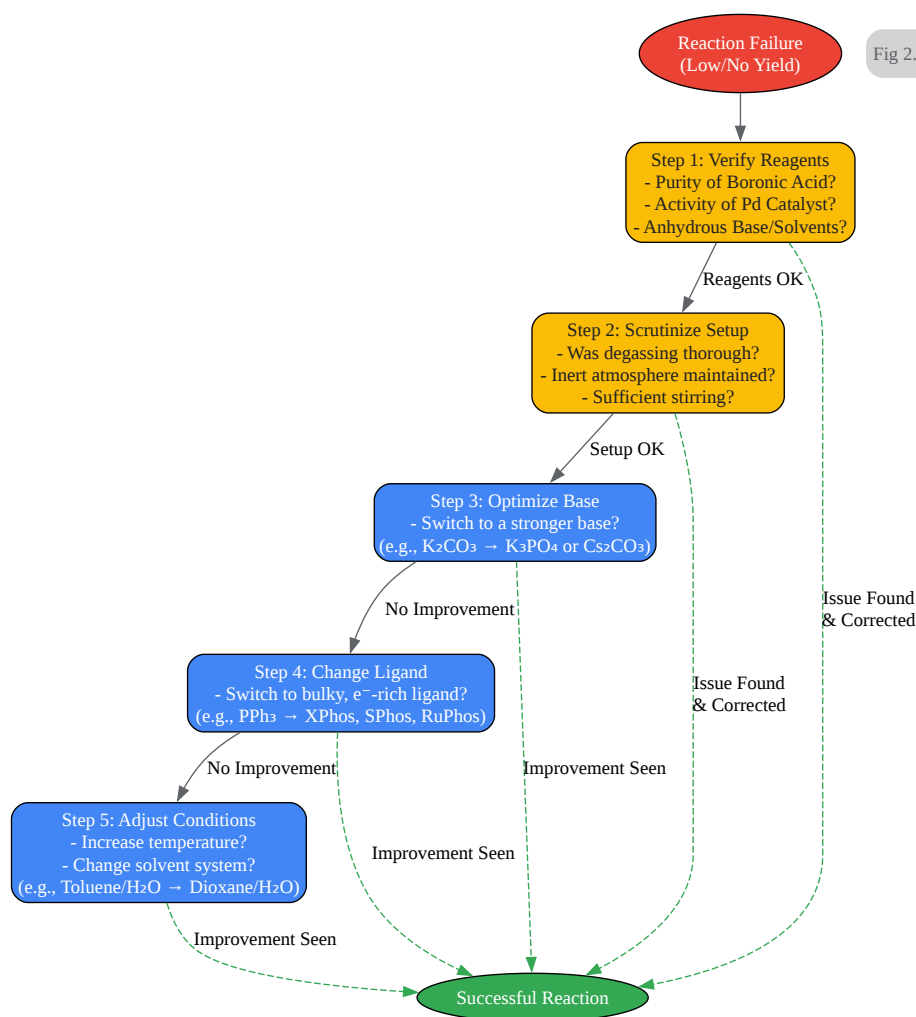 Reaction Failure
(Low/No Yield)
Fig 2.
Step 1: Verify Reagents
- Purity of Boronic Acid?
- Activity of Pd Catalyst?
- Anhydrous Base/Solvents?
Reagents OK
Step 2: Scrutinize Setup
- Was degassing thorough?
- Inert atmosphere maintained?
- Sufficient stirring?
Setup OK
Step 3: Optimize Base
- Switch to a stronger base?
(e.g., K₂CO₃ → K₃PO₄ or Cs₂CO₃)
No Improvement
Issue Found
& Corrected
Step 4: Change Ligand
- Switch to bulky, e⁻-rich ligand?
(e.g., PPh₃ → XPhos, SPhos, RuPhos)
Issue Found
& Corrected
No Improvement
Improvement Seen
Step 5: Adjust Conditions
- Increase temperature?
- Change solvent system?
(e.g., Toluene/H₂O → Dioxane/H₂O)
Improvement Seen
Improvement Seen
Successful Reaction